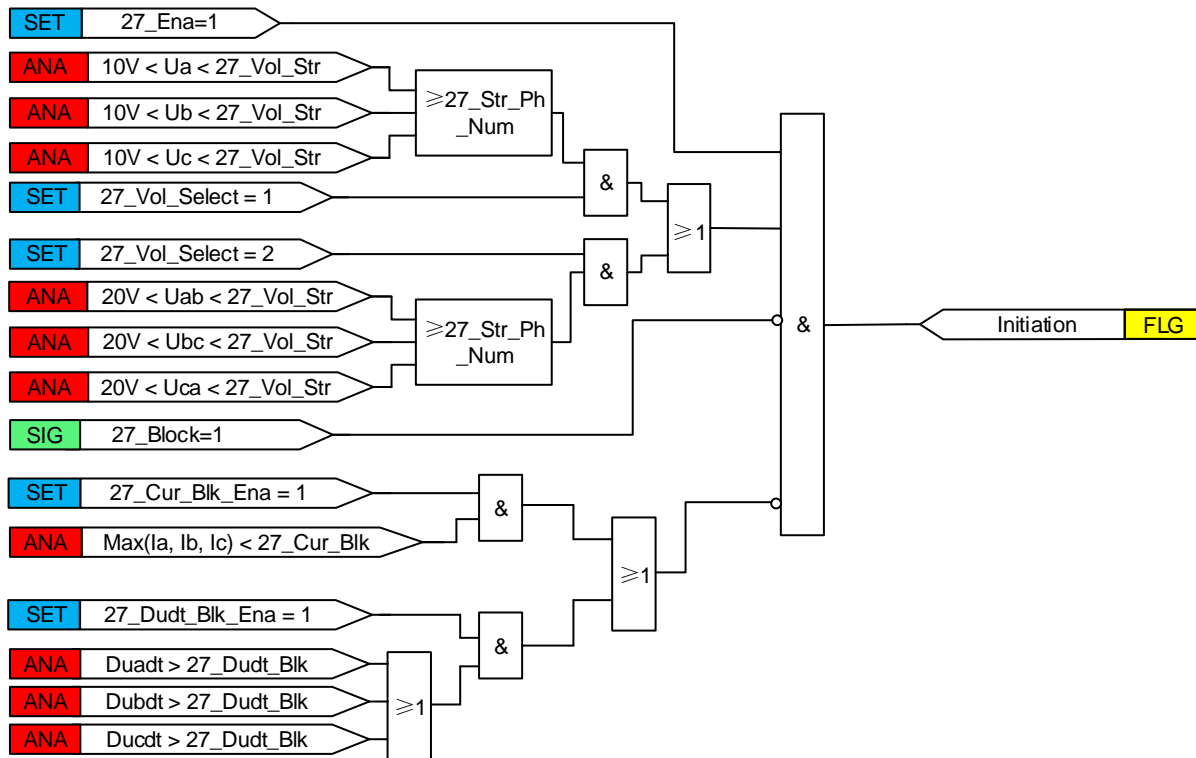 SET 27_Ena=1
ANA 10V < Ua < 27_Vol_Str
ANA 10V < Ub < 27_Vol_Str
ANA 10V < Uc < 27_Vol_Str
≥27_Str_Ph
_Num
SET 27_Vol_Select = 1
&
≥1
SET 27_Vol_Select = 2
&
ANA 20V < Uab < 27_Vol_Str
ANA 20V < Ubc < 27_Vol_Str
ANA 20V < Uca < 27_Vol_Str
≥27_Str_Ph
_Num
&
Initiation FLG
SIG 27_Block=1
SET 27_Cur_Blk_Ena = 1
ANA Max(Ia, Ib, Ic) < 27_Cur_Blk
&
≥1
SET 27_Dudt_Blk_Ena = 1
&
ANA Duadt > 27_Dudt_Blk
ANA Dubdt > 27_Dudt_Blk
ANA Ducdt > 27_Dudt_Blk
≥1